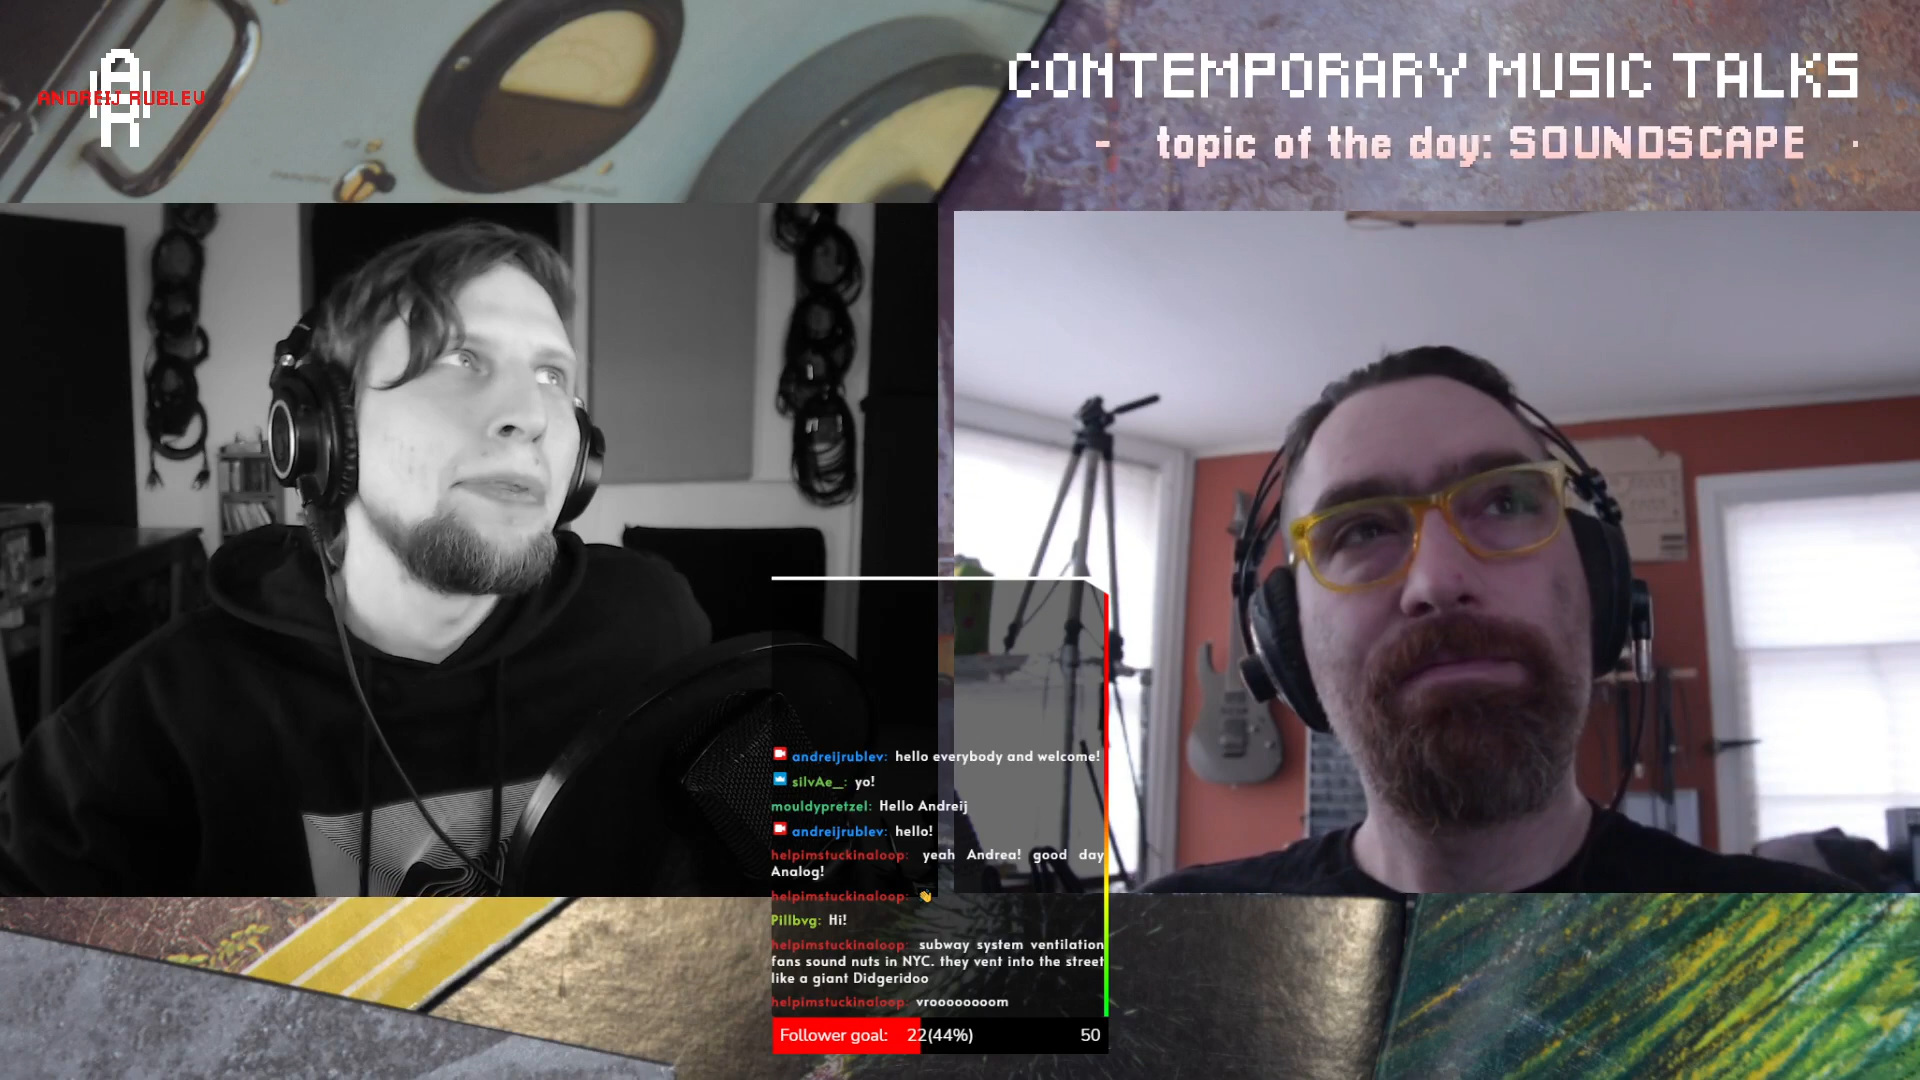 ANDREIJ RUBLEV
CONTEMPORARY MUSIC TALKS
- topic of the day: SOUNDSCAPE
andreijrublev: hello everybody and welcome!
silvAe_: yo!
mouldypretzel: Hello Andreij
andreijrublev: hello!
helpimstuckinaloop: yeah Andrea! good day
Analog!
helpimstuckinaloop: 👋
Pillbvg: Hi!
helpimstuckinaloop: subway system ventilation
fans sound nuts in NYC. they vent into the street
like a giant Didgeridoo
helpimstuckinaloop: vroooooooom
Follower goal: 22(44%) 50